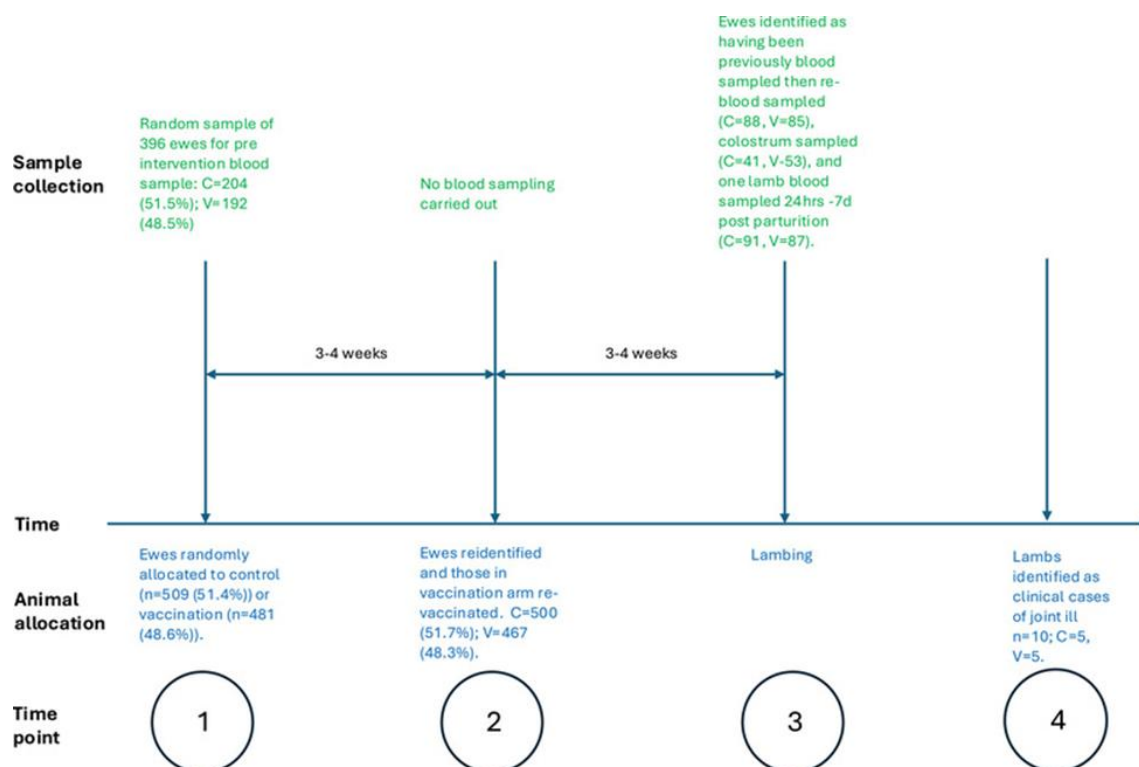 Sample
collection
Random sample of
396 ewes for pre
intervention blood
sample: C=204
(51.5%); V=192
(48.5%)
No blood sampling
carried out
Ewes identified as
having been
previously blood
sampled then re-
blood sampled
(C=88, V=85),
colostrum sampled
(C=41, V-53), and
one lamb blood
sampled 24hrs -7d
post parturition
(C=91, V=87).
3-4 weeks
3-4 weeks
Time
Animal
allocation
Ewes randomly
allocated to control
(n=509 (51.4%)) or
vaccination (n=481
(48.6%)).
Ewes reidentified
and those in
vaccination arm re-
vaccinated. C=500
(51.7%); V=467
(48.3%).
Lambing
Lambs
identified as
clinical cases
of joint ill
n=10; C=5,
V=5.
Time
point
1
2
3
4